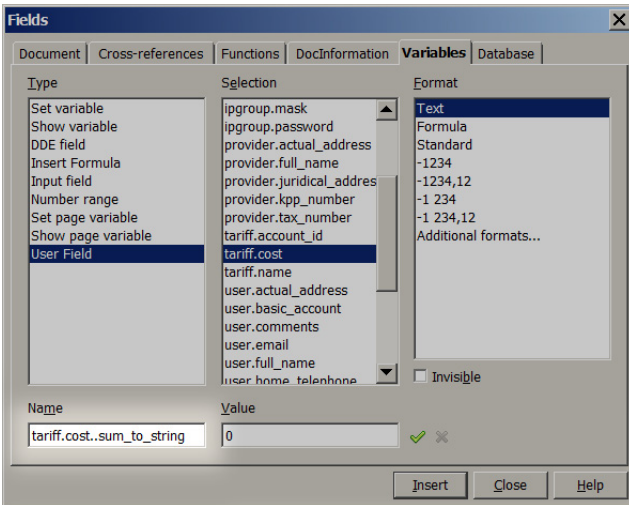 Fields
Document Cross-references Functions DocInformation Variables Database
Type
Set variable
Show variable
DDE field
Insert Formula
Input field
Number range
Set page variable
Show page variable
User Field
Selection
ipgroup.mask
ipgroup.password
provider.actual_address
provider.full_name
provider.juridical_addres
provider.kpp_number
provider.tax_number
tariff.account_id
tariff.cost
tariff.name
user.actual_address
user.basic_account
user.comments
user.email
user.full_name
user.home_telephone
Format
Text
Formula
Standard
-1234
-1234,12
-1 234
-1 234,12
Additional formats...
Invisible
Name
tariff.cost..sum_to_string
Value
0
Insert Close Help